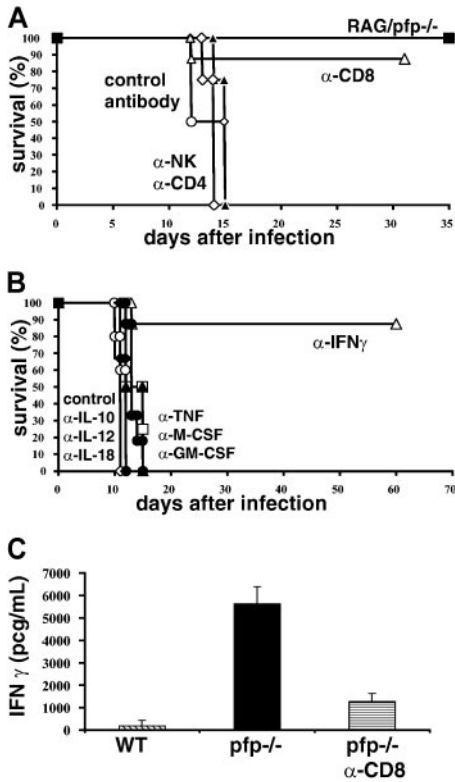 A
RAG/pfp-/-
survival (%)
100
90
80
70
60
50
40
30
20
10
0
control
antibody
α-CD8
α-NK
α-CD4
0 5 10 15 20 25 30 35
days after infection
B
survival (%)
100
90
80
70
60
50
40
30
20
10
0
α-IFNγ
control
α-IL-10
α-IL-12
α-IL-18
α-TNF
α-M-CSF
α-GM-CSF
0 10 20 30 40 50 60 70
days after infection
C
IFN γ (pcg/mL)
7000
6000
5000
4000
3000
2000
1000
0
WT pfp-/- pfp-/-
α-CD8